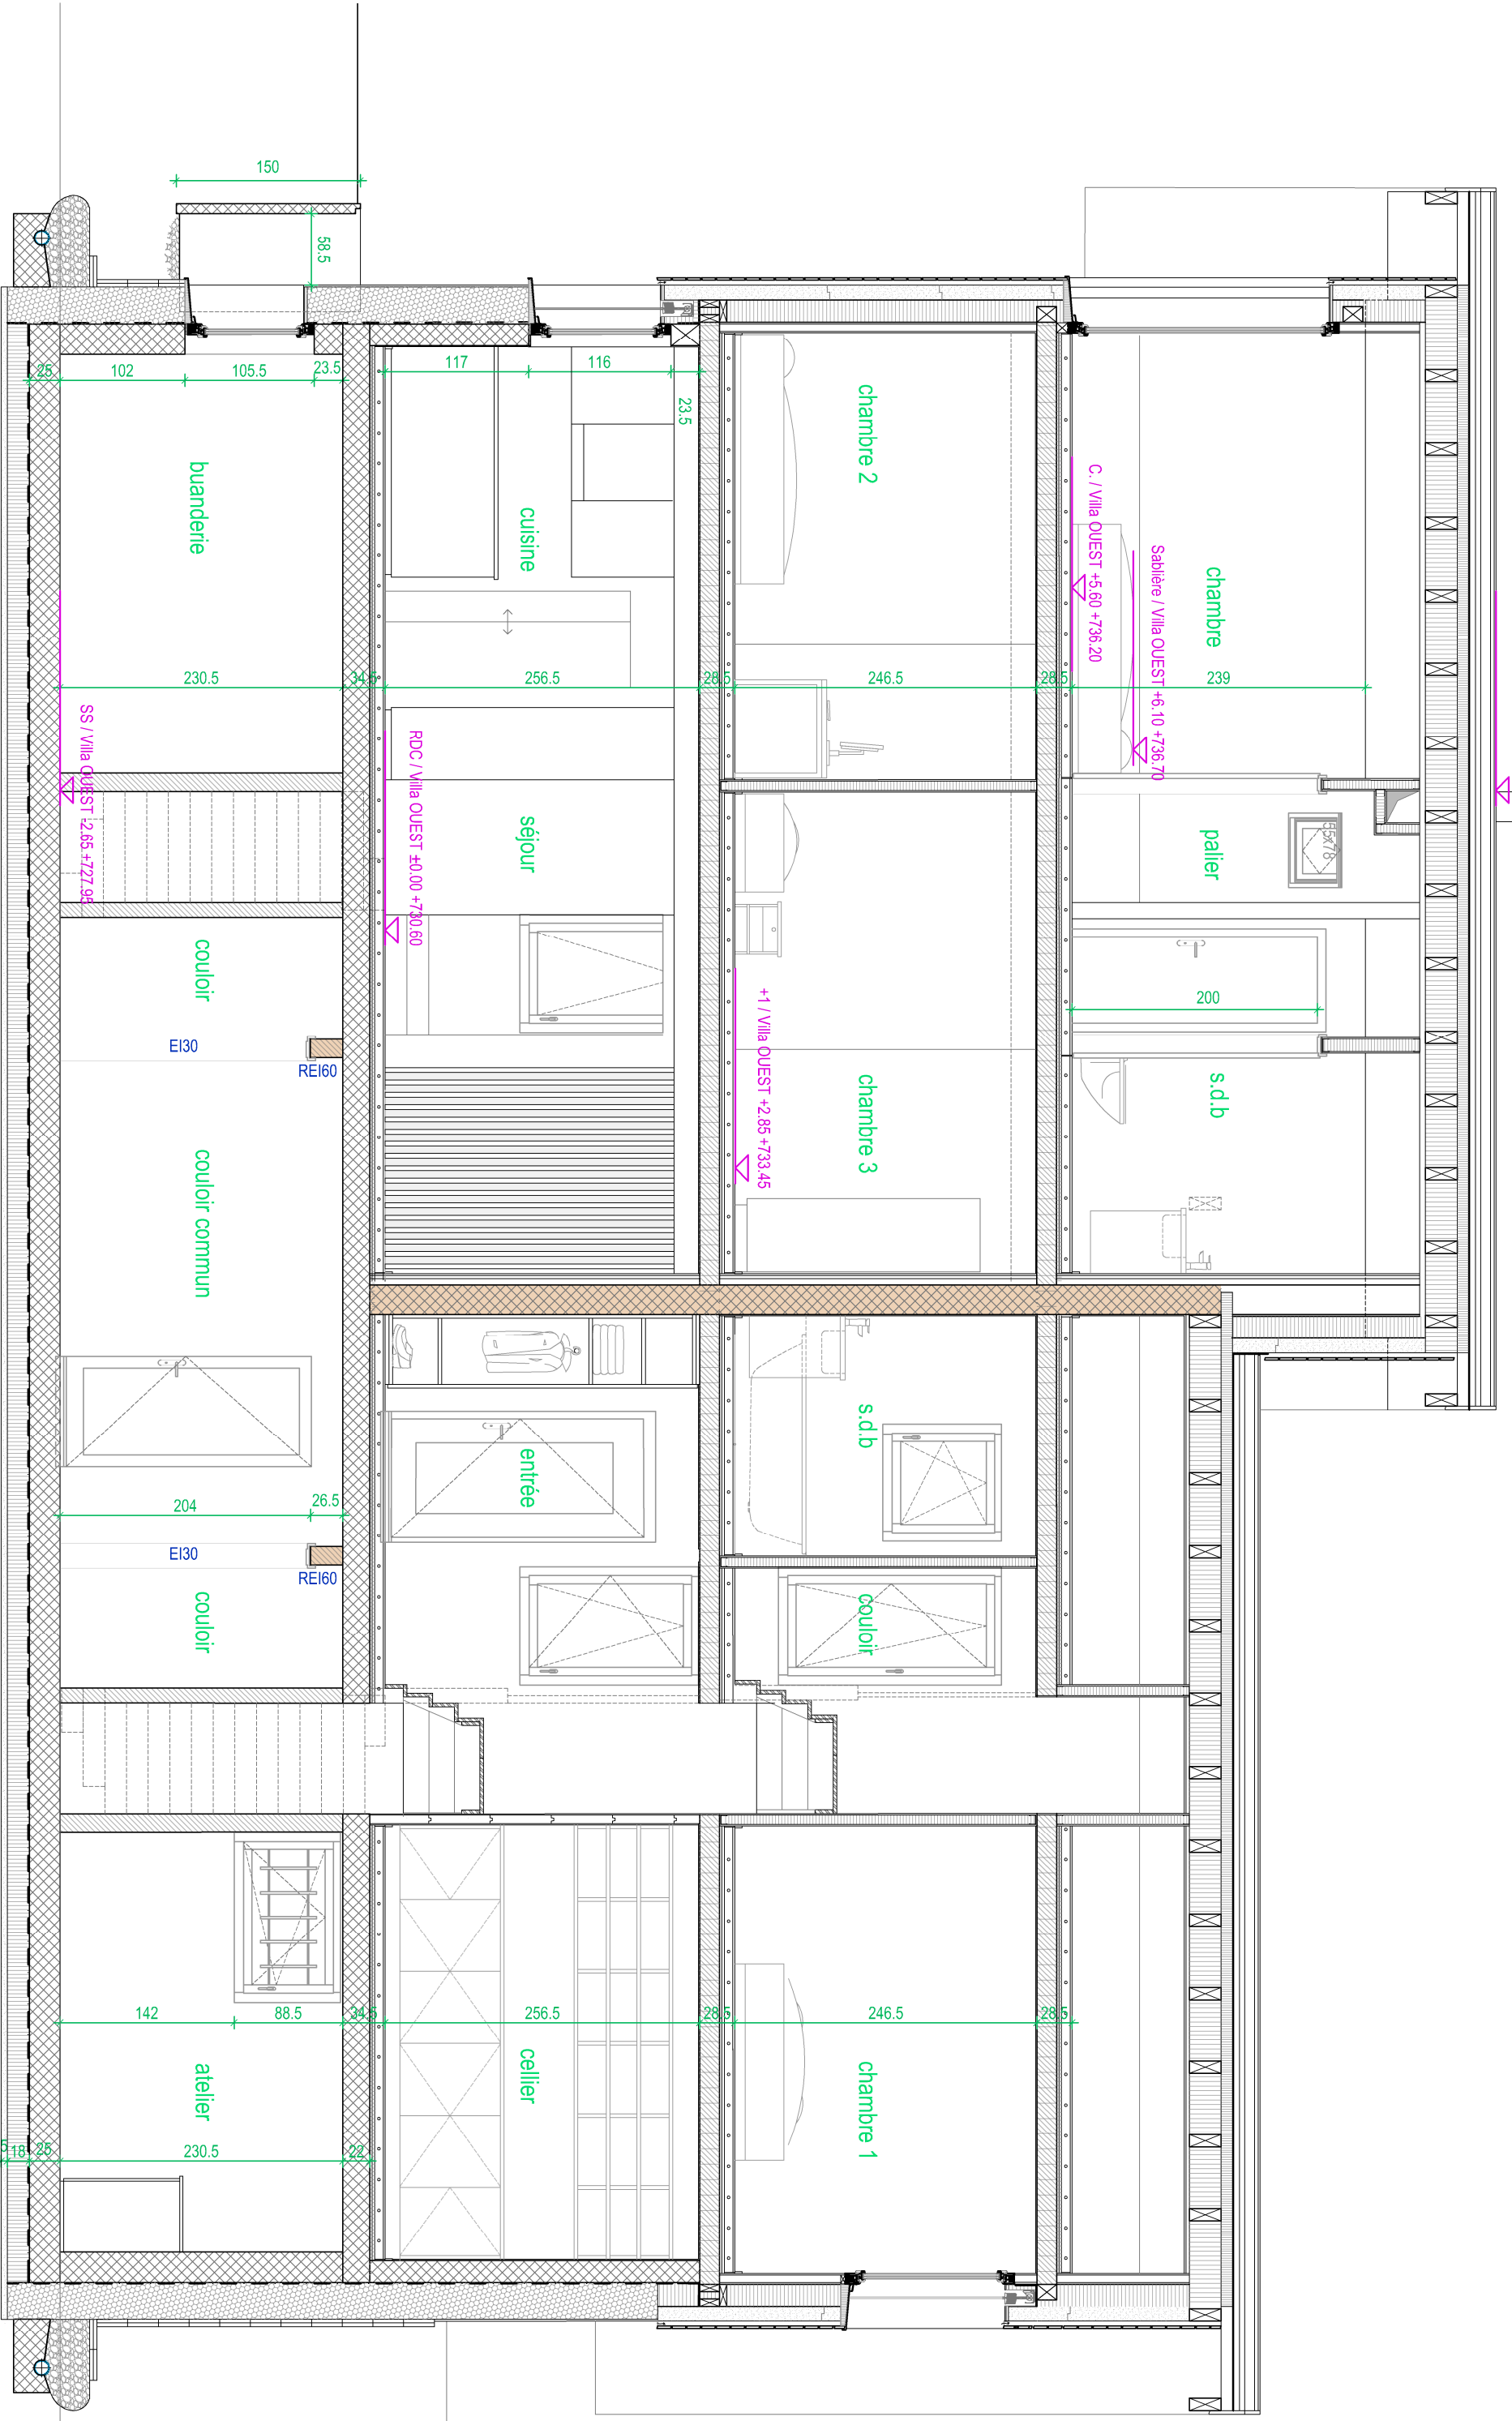 150
58.5
25
102
105.5
23.5
117
116
23.5
buanderie
cuisine
chambre 2
chambre
C. / Villa OUEST +5.60 +736.20
Sablière / Villa OUEST +6.10 +736.70
230.5
34.5
256.5
28.5
246.5
28.5
239
SS / Villa OUEST -2.65 +727.95
RDC / Villa OUEST ±0.00 +730.60
séjour
palier
55x78
couloir
+1 / Villa OUEST +2.85 +733.45
200
EI30
REI60
couloir commun
chambre 3
s.d.b
s.d.b
entrée
204
26.5
EI30
REI60
couloir
couloir
142
88.5
34.5
256.5
28.5
246.5
28.5
atelier
cellier
chambre 1
5
18
25
230.5
22